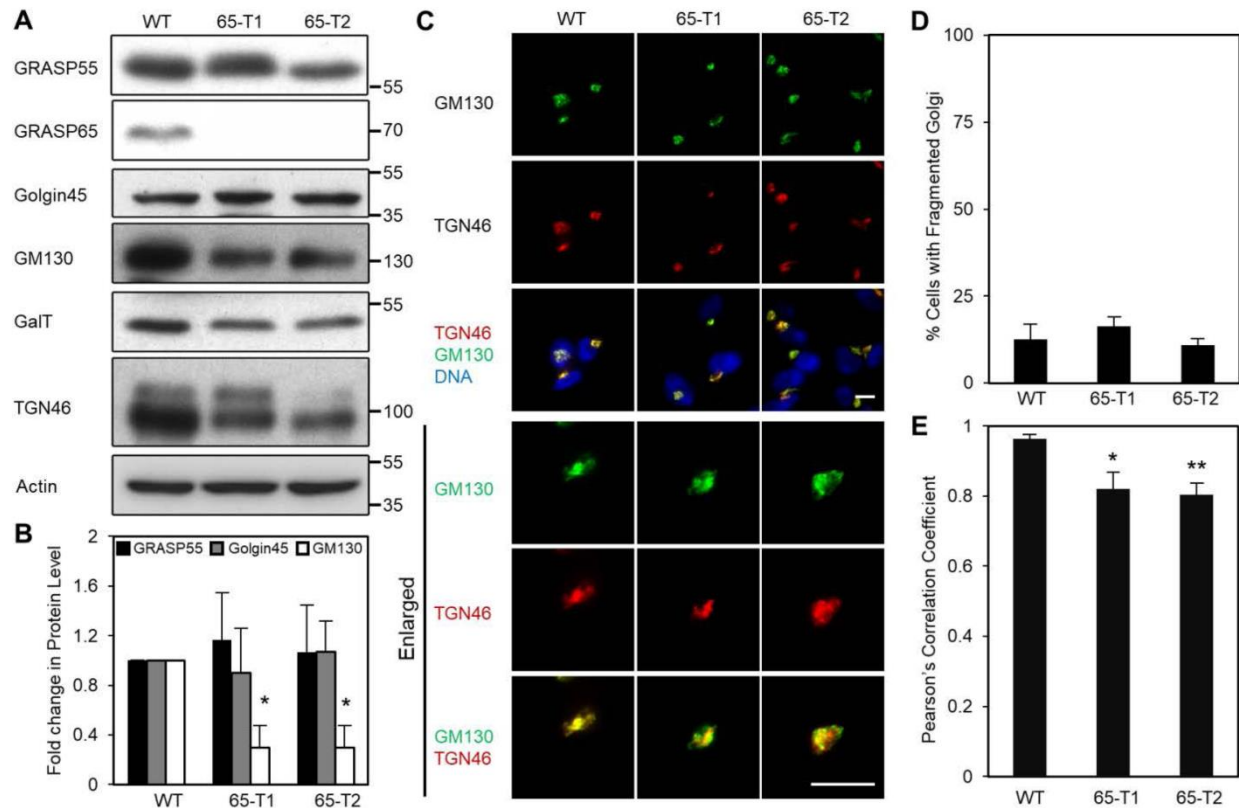 A
WT 65-T1 65-T2
GRASP55
55
GRASP65
70
Golgin45
55
35
GM130
130
GalT
55
TGN46
100
Actin
55
35
B
Fold change in Protein Level
2
1.6
1.2
0.8
0.4
0
GRASP55 Golgin45 GM130
*
*
WT 65-T1 65-T2
C
WT 65-T1 65-T2
GM130
TGN46
TGN46
GM130
DNA
Enlarged
GM130
TGN46
GM130
TGN46
D
% Cells with Fragmented Golgi
100
75
50
25
0
WT 65-T1 65-T2
E
Pearson's Correlation Coefficient
1
0.8
0.6
0.4
0.2
0
*
**
WT 65-T1 65-T2